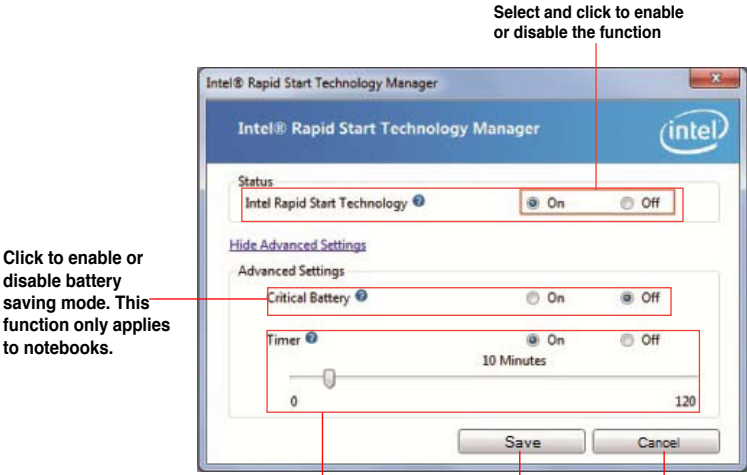 Select and click to enable
or disable the function
Intel® Rapid Start Technology Manager
Intel® Rapid Start Technology Manager
intel
Status
Intel Rapid Start Technology ?
On
Off
Hide Advanced Settings
Advanced Settings
Click to enable or
disable battery
saving mode. This
function only applies
to notebooks.
Critical Battery ?
On
Off
Timer ?
On
Off
10 Minutes
0
120
Save
Cancel